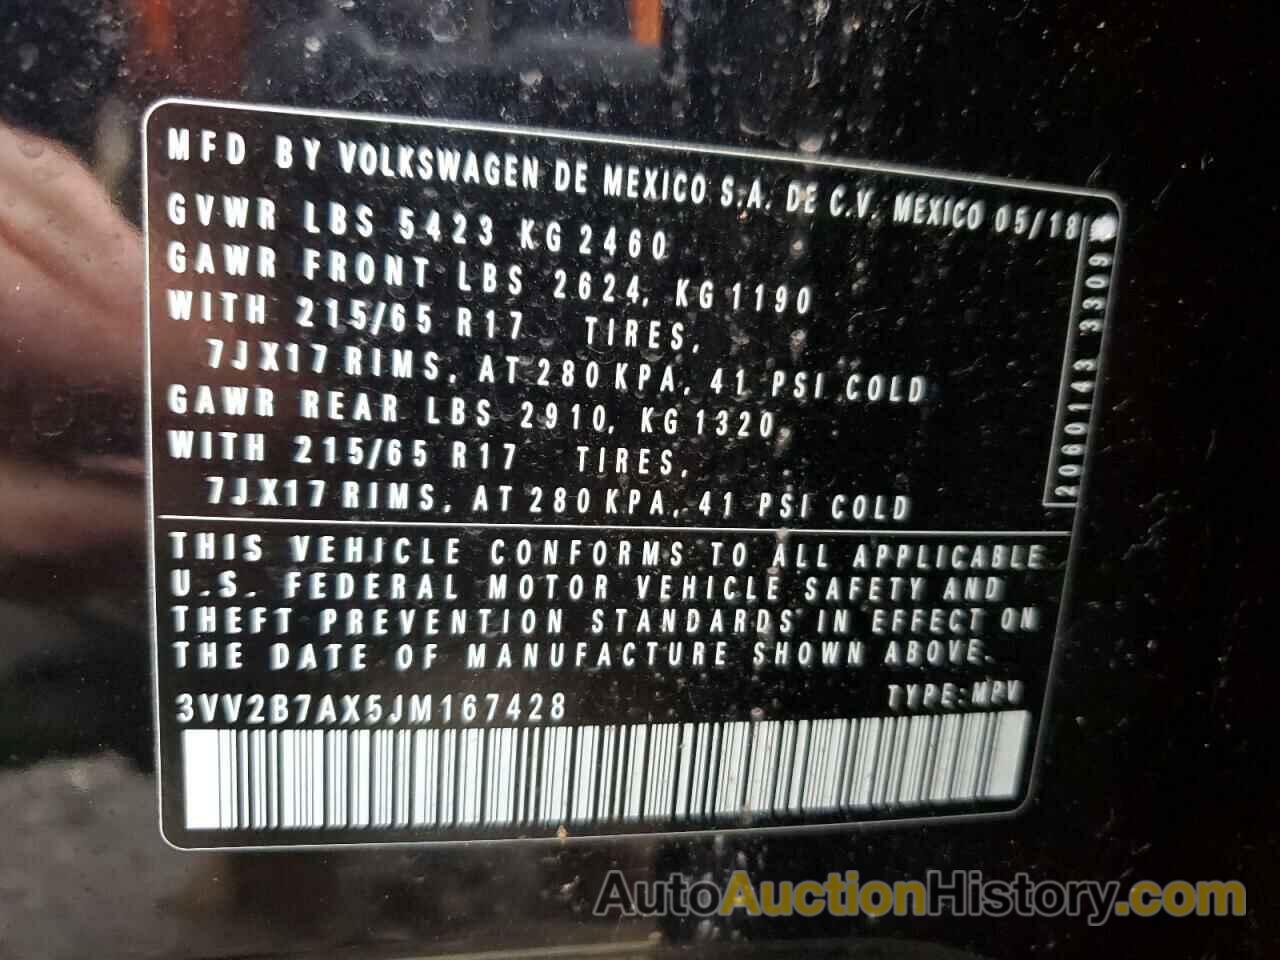 MFD BY VOLKSWAGEN DE MEXICO S.A. DE C.V. MEXICO 05/18
GVWR LBS 5423 KG 2460
GAWR FRONT LBS 2624, KG 1190
WITH 215/65 R17 TIRES,
7JX17 RIMS, AT 280 KPA, 41 PSI COLD
GAWR REAR LBS 2910, KG 1320,
WITH 215/65 R17 TIRES,
7JX17 RIMS, AT 280 KPA, 41 PSI COLD
2060143 3309
THIS VEHICLE CONFORMS TO ALL APPLICABLE
U.S. FEDERAL MOTOR VEHICLE SAFETY AND
THEFT PREVENTION STANDARDS IN EFFECT ON
THE DATE OF MANUFACTURE SHOWN ABOVE.
3VV2B7AX5JM167428 TYPE: MPV
AutoAuctionHistory.com